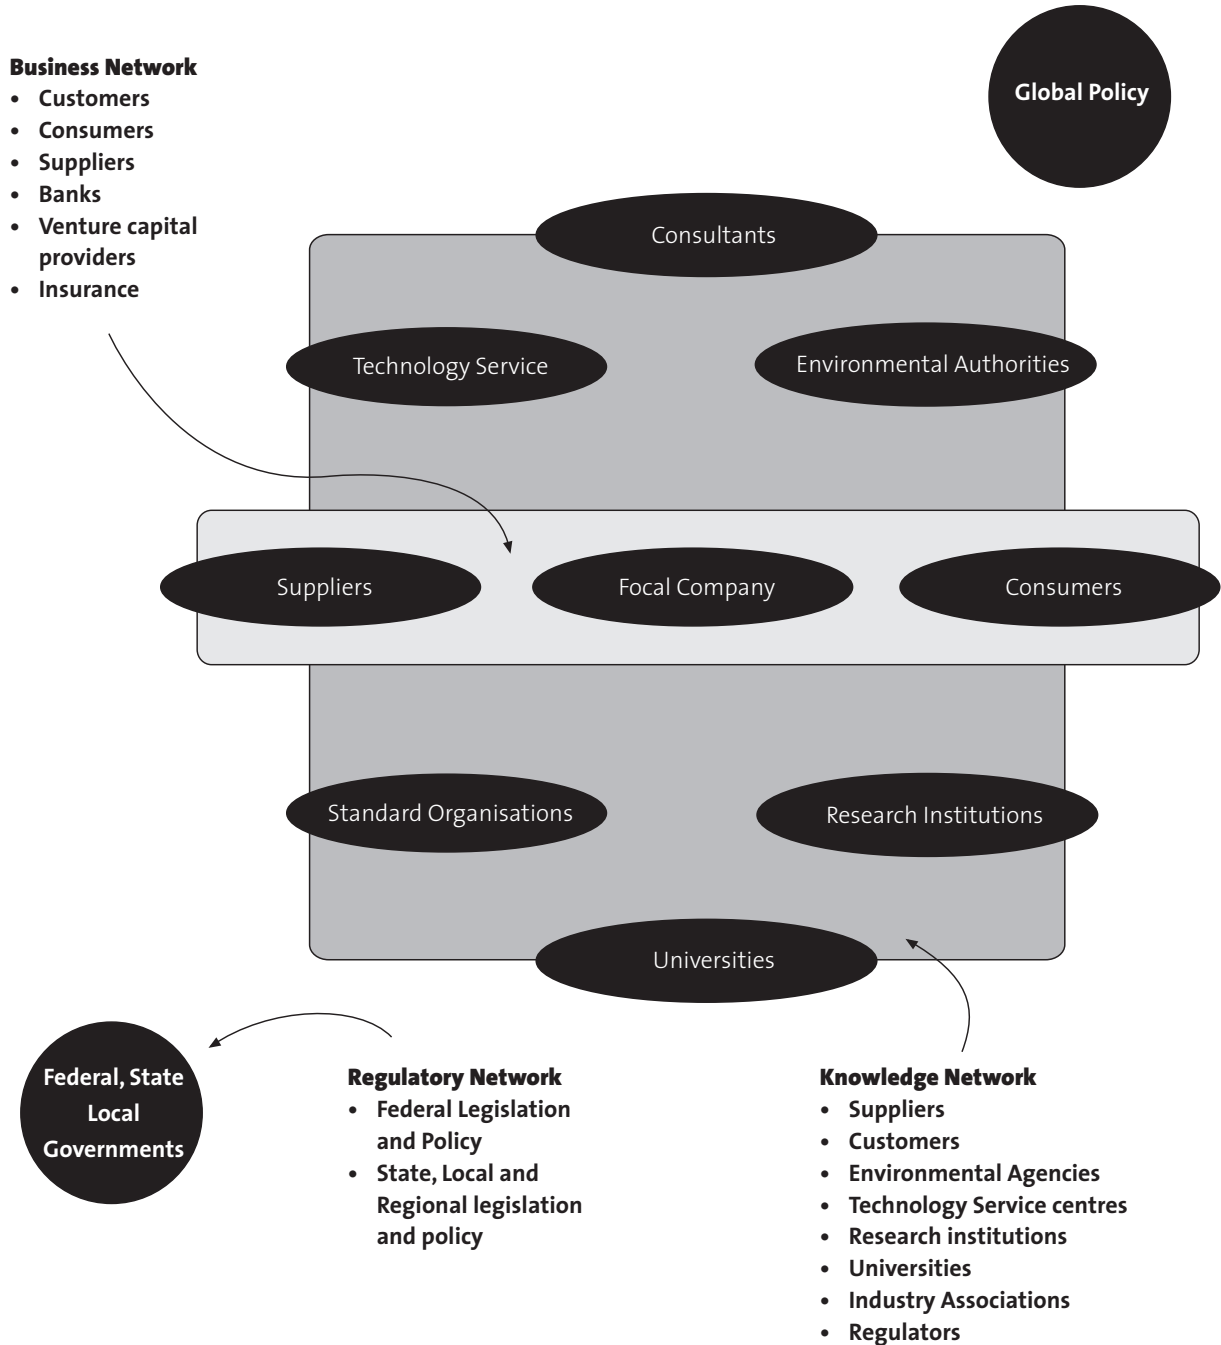 Business Network
• Customers
• Consumers
• Suppliers
• Banks
• Venture capital
providers
• Insurance
Global Policy
Consultants
Technology Service
Environmental Authorities
Suppliers
Focal Company
Consumers
Standard Organisations
Research Institutions
Universities
Federal, State
Local
Governments
Regulatory Network
• Federal Legislation
and Policy
• State, Local and
Regional legislation
and policy
Knowledge Network
• Suppliers
• Customers
• Environmental Agencies
• Technology Service centres
• Research institutions
• Universities
• Industry Associations
• Regulators